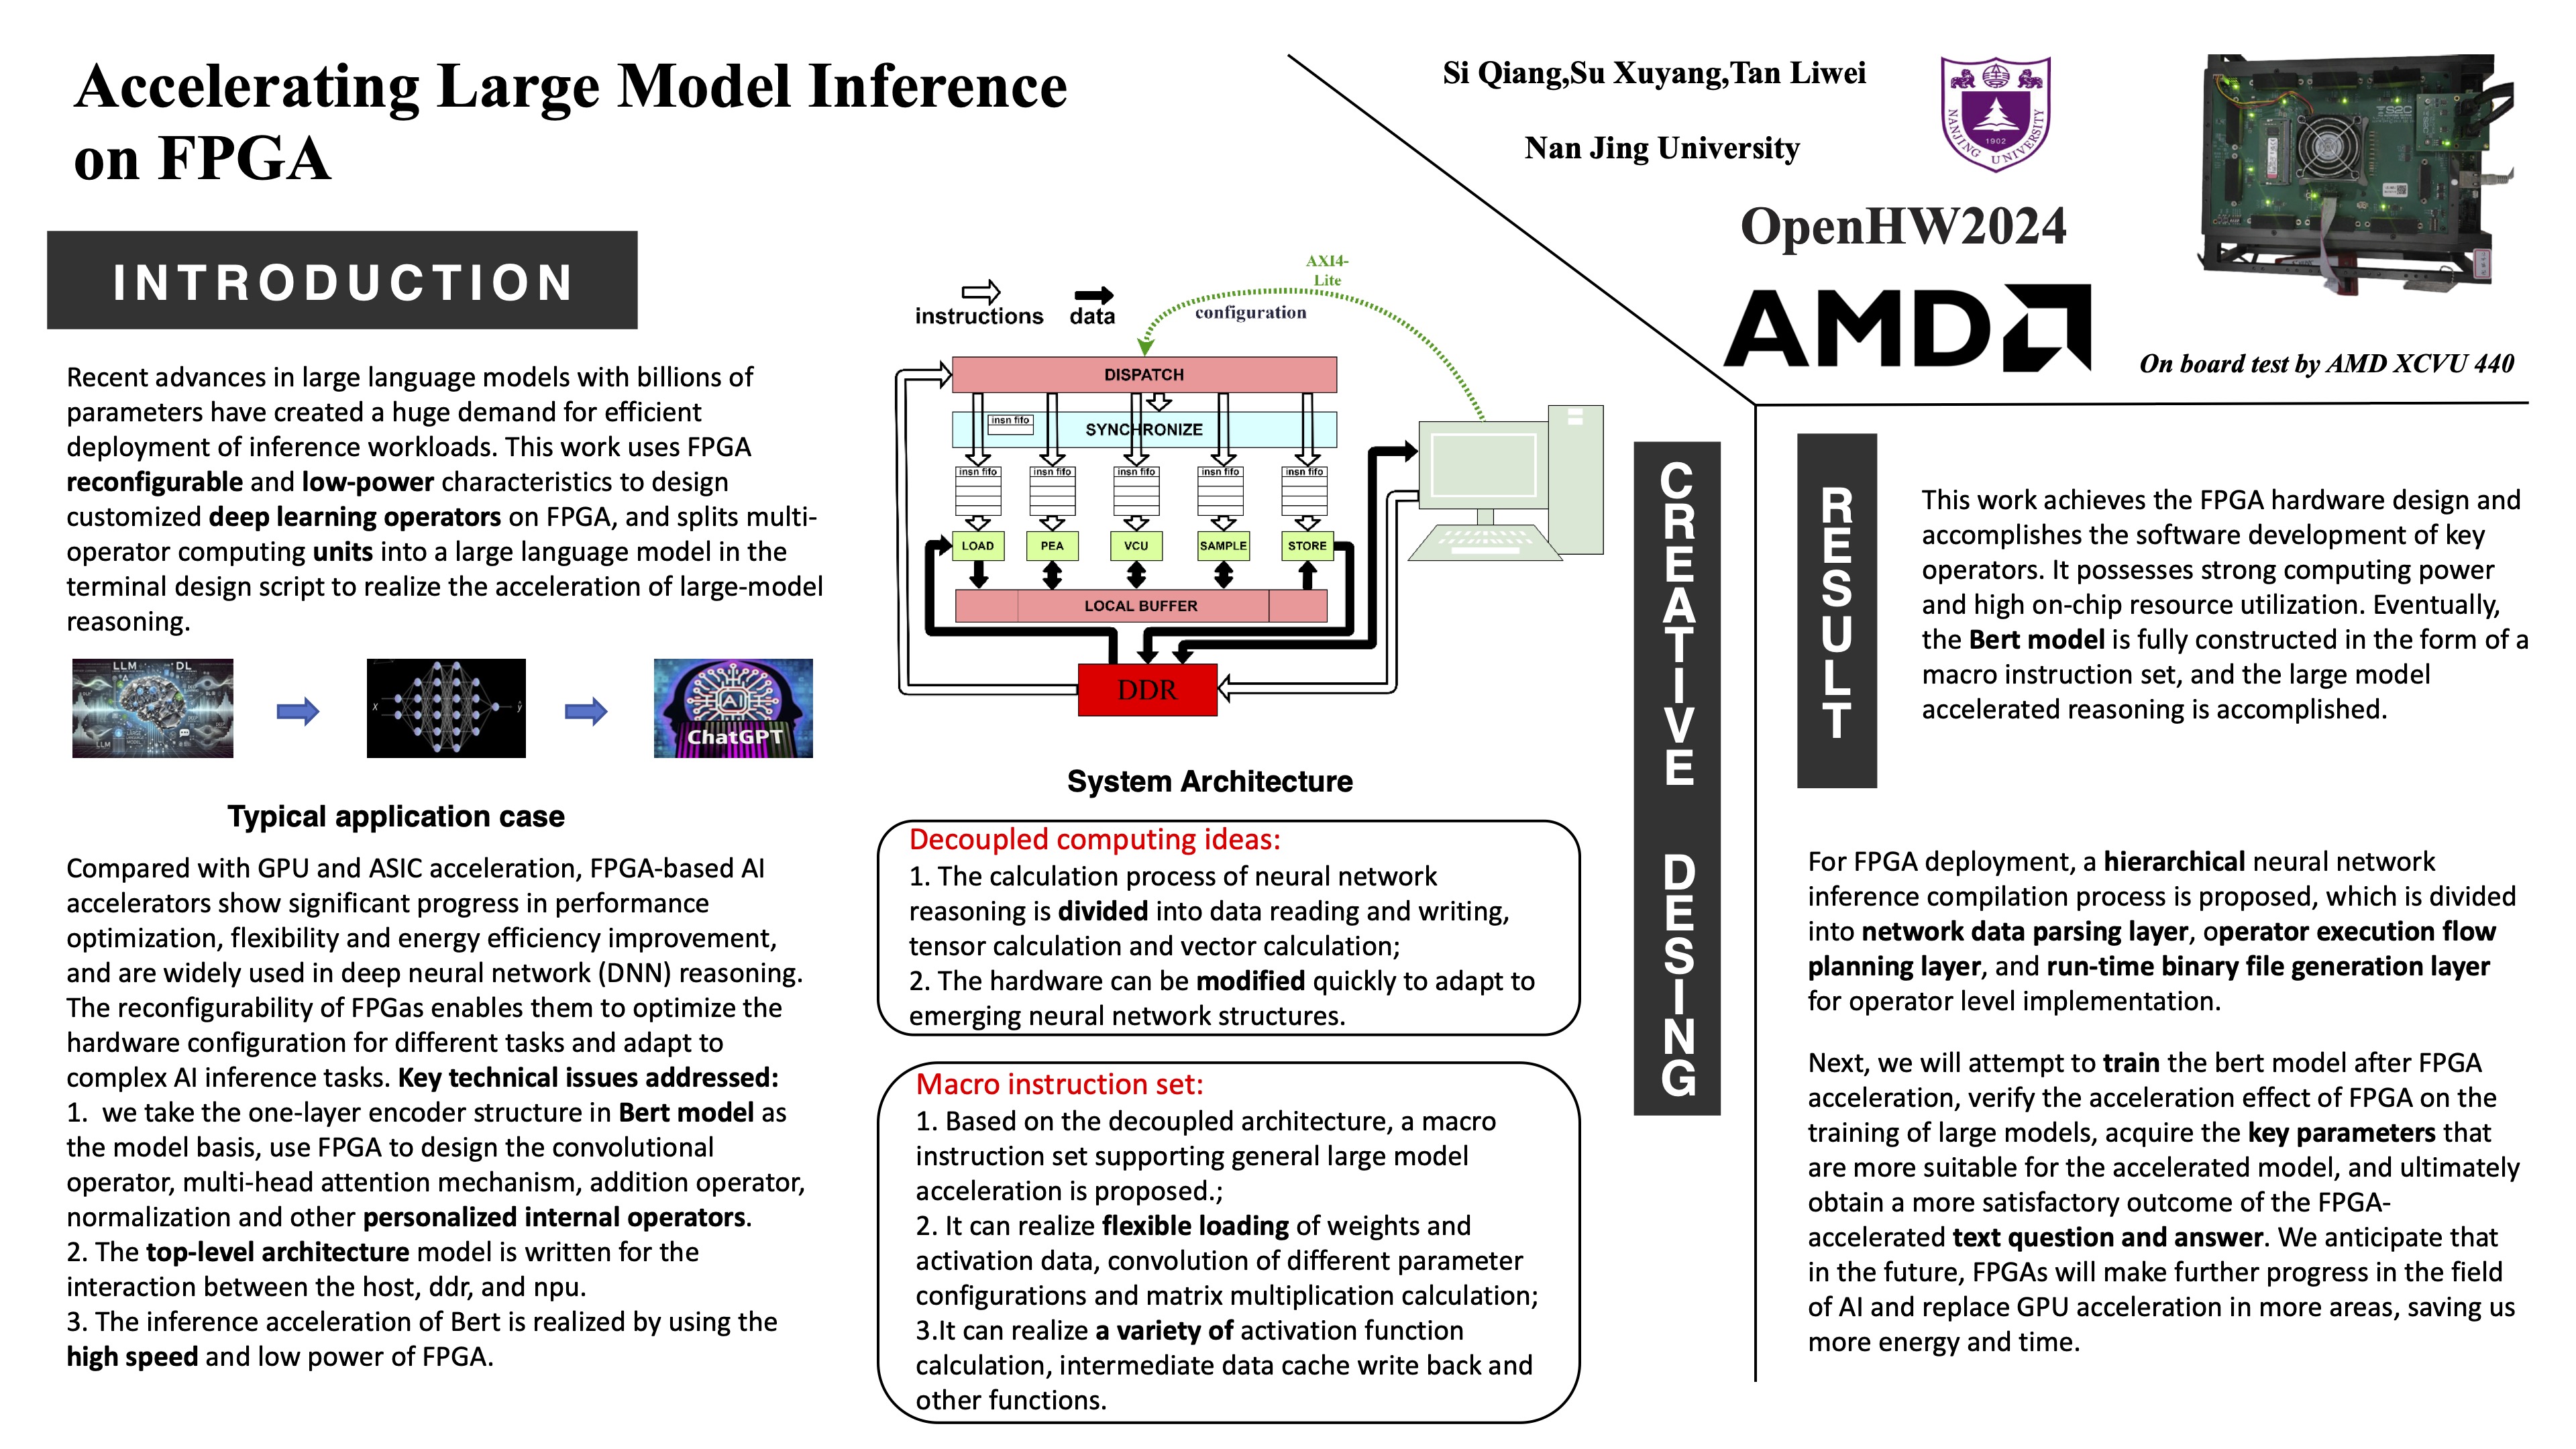 Accelerating Large Model Inference
on FPGA
Si Qiang,Su Xuyang,Tan Liwei
Nan Jing University
NANJING UNIVERSITY
1902
OpenHW2024
AMD
On board test by AMD XCVU 440
INTRODUCTION
Recent advances in large language models with billions of
parameters have created a huge demand for efficient
deployment of inference workloads. This work uses FPGA
reconfigurable and low-power characteristics to design
customized deep learning operators on FPGA, and splits multi-
operator computing units into a large language model in the
terminal design script to realize the acceleration of large-model
reasoning.
LLM DL
LLM
X
ŷ
AI
ChatGPT
Typical application case
Compared with GPU and ASIC acceleration, FPGA-based AI
accelerators show significant progress in performance
optimization, flexibility and energy efficiency improvement,
and are widely used in deep neural network (DNN) reasoning.
The reconfigurability of FPGas enables them to optimize the
hardware configuration for different tasks and adapt to
complex AI inference tasks. Key technical issues addressed:
1. we take the one-layer encoder structure in Bert model as
the model basis, use FPGA to design the convolutional
operator, multi-head attention mechanism, addition operator,
normalization and other personalized internal operators.
2. The top-level architecture model is written for the
interaction between the host, ddr, and npu.
3. The inference acceleration of Bert is realized by using the
high speed and low power of FPGA.
instructions
data
AXI4-
Lite
configuration
DISPATCH
insn fifo
SYNCHRONIZE
insn fifo
insn fifo
insn fifo
insn fifo
insn fifo
LOAD
PEA
VCU
SAMPLE
STORE
LOCAL BUFFER
DDR
System Architecture
Decoupled computing ideas:
1. The calculation process of neural network
reasoning is divided into data reading and writing,
tensor calculation and vector calculation;
2. The hardware can be modified quickly to adapt to
emerging neural network structures.
Macro instruction set:
1. Based on the decoupled architecture, a macro
instruction set supporting general large model
acceleration is proposed.;
2. It can realize flexible loading of weights and
activation data, convolution of different parameter
configurations and matrix multiplication calculation;
3.It can realize a variety of activation function
calculation, intermediate data cache write back and
other functions.
CREATIVE DESING
RESULT
This work achieves the FPGA hardware design and
accomplishes the software development of key
operators. It possesses strong computing power
and high on-chip resource utilization. Eventually,
the Bert model is fully constructed in the form of a
macro instruction set, and the large model
accelerated reasoning is accomplished.
For FPGA deployment, a hierarchical neural network
inference compilation process is proposed, which is divided
into network data parsing layer, operator execution flow
planning layer, and run-time binary file generation layer
for operator level implementation.
Next, we will attempt to train the bert model after FPGA
acceleration, verify the acceleration effect of FPGA on the
training of large models, acquire the key parameters that
are more suitable for the accelerated model, and ultimately
obtain a more satisfactory outcome of the FPGA-
accelerated text question and answer. We anticipate that
in the future, FPGAs will make further progress in the field
of AI and replace GPU acceleration in more areas, saving us
more energy and time.